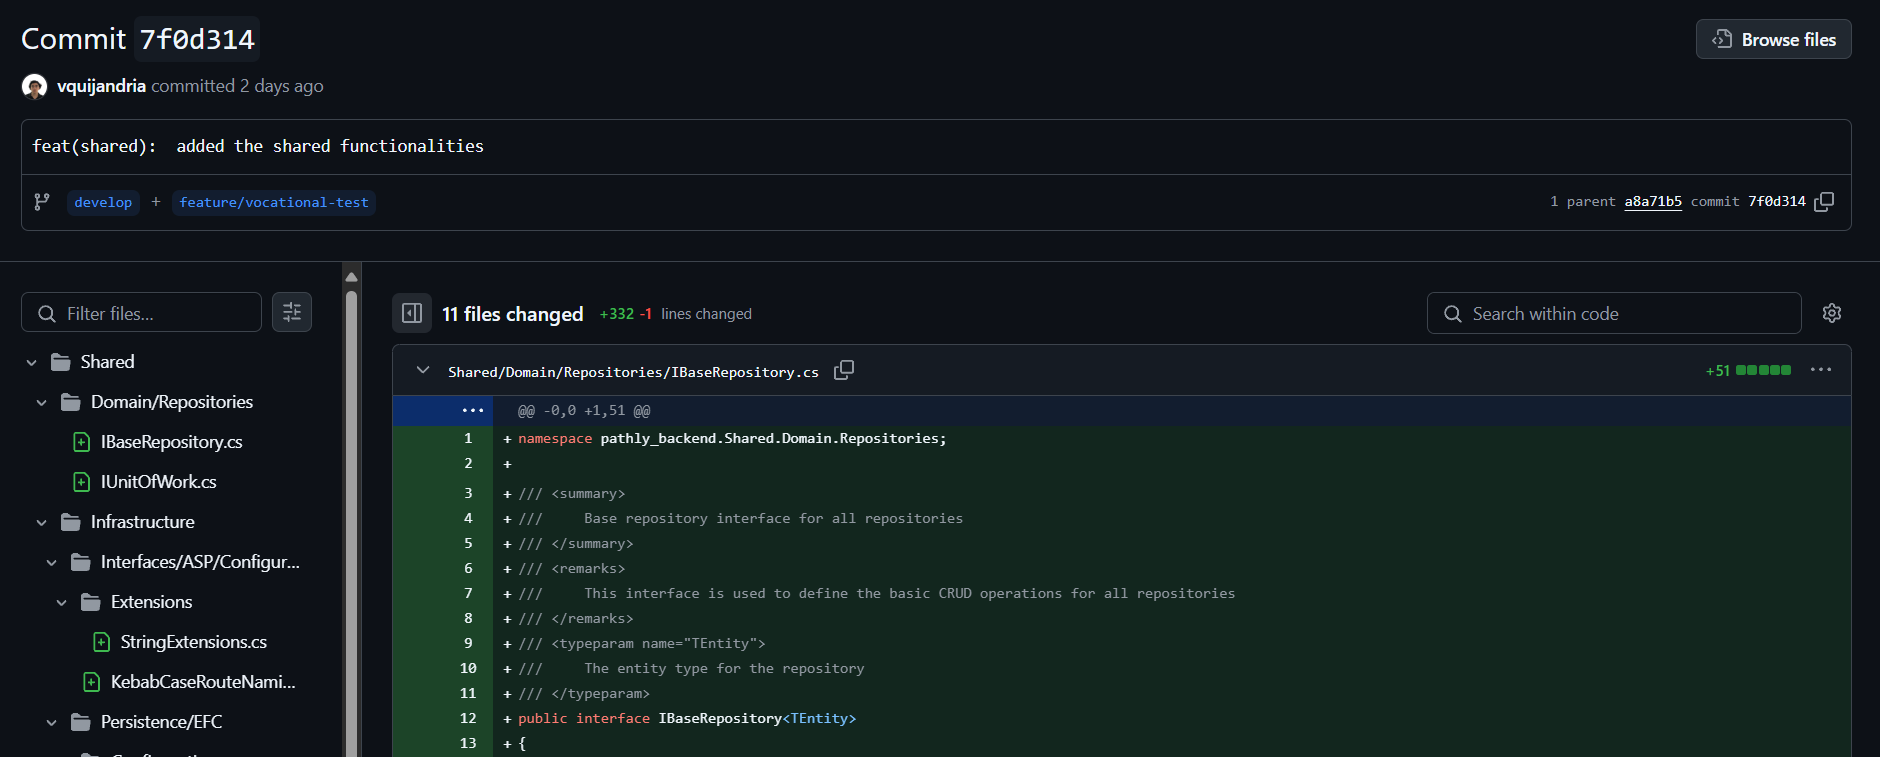 Commit 7f0d314
Browse files
vquijandria committed 2 days ago
feat(shared):  added the shared functionalities
develop + feature/vocational-test
1 parent a8a71b5 commit 7f0d314
Filter files...
Shared
Domain/Repositories
IBaseRepository.cs
IUnitOfWork.cs
Infrastructure
Interfaces/ASP/Configur...
Extensions
StringExtensions.cs
KebabCaseRouteNami...
Persistence/EFC
11 files changed +332 -1 lines changed
Search within code
Shared/Domain/Repositories/IBaseRepository.cs
+51
@@ -0,0 +1,51 @@
1 + namespace pathly_backend.Shared.Domain.Repositories;
2 +
3 + /// <summary>
4 + ///     Base repository interface for all repositories
5 + /// </summary>
6 + /// <remarks>
7 + ///     This interface is used to define the basic CRUD operations for all repositories
8 + /// </remarks>
9 + /// <typeparam name="TEntity">
10 + ///     The entity type for the repository
11 + /// </typeparam>
12 + public interface IBaseRepository<TEntity>
13 + {